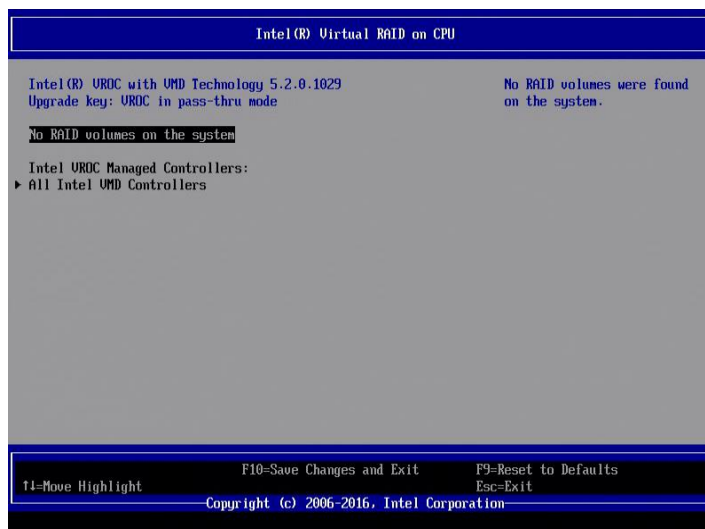 Intel(R) Virtual RAID on CPU
Intel(R) VROC with VMD Technology 5.2.0.1029
Upgrade key: VROC in pass-thru mode
No RAID volumes were found
on the system.
No RAID volumes on the system
Intel VROC Managed Controllers:
▶ All Intel VMD Controllers
F10=Save Changes and Exit
F9=Reset to Defaults
↑↓=Move Highlight
Esc=Exit
Copyright (c) 2006-2016, Intel Corporation